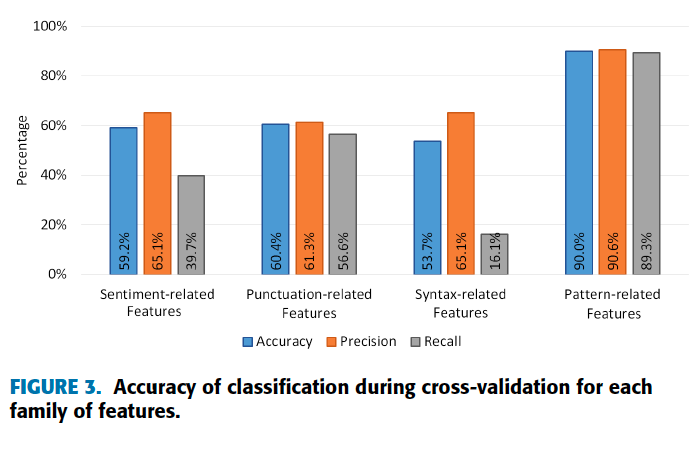 100%
80%
60%
40%
20%
0%
Percentage
59.2%
65.1%
39.7%
60.4%
61.3%
56.6%
53.7%
65.1%
16.1%
90.0%
90.6%
89.3%
Sentiment-related
Features
Punctuation-related
Features
Syntax-related
Features
Pattern-related
Features
Accuracy Precision Recall
FIGURE 3. Accuracy of classification during cross-validation for each
family of features.